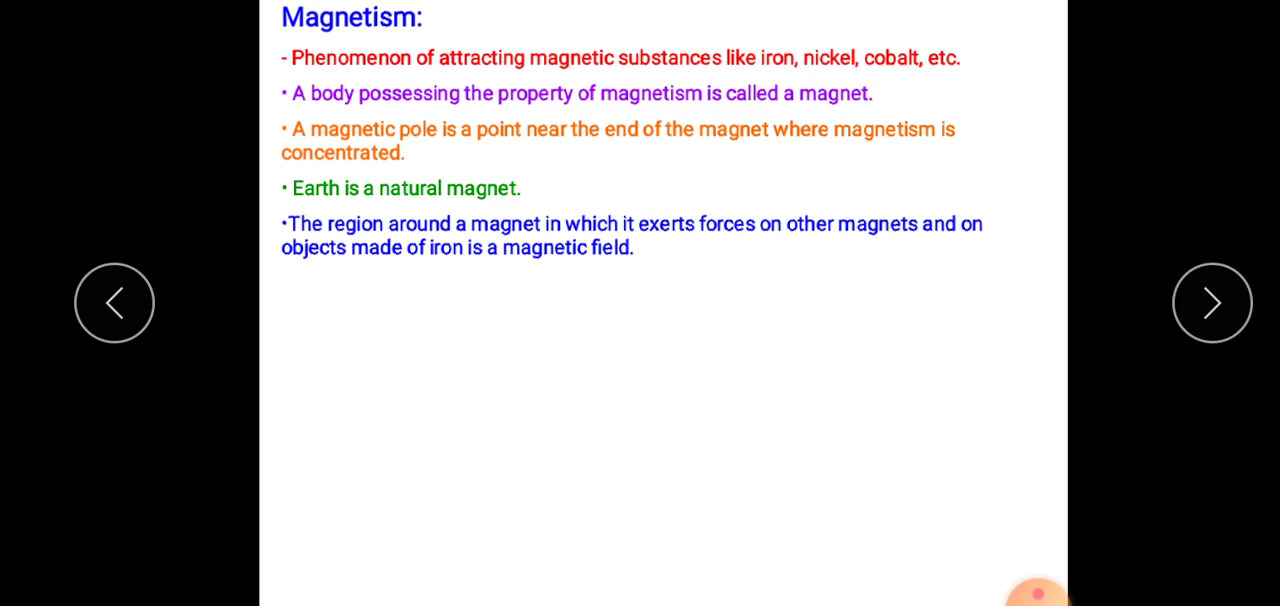 Magnetism:
- Phenomenon of attracting magnetic substances like iron, nickel, cobalt, etc.
• A body possessing the property of magnetism is called a magnet.
• A magnetic pole is a point near the end of the magnet where magnetism is
concentrated.
• Earth is a natural magnet.
•The region around a magnet in which it exerts forces on other magnets and on
objects made of iron is a magnetic field.